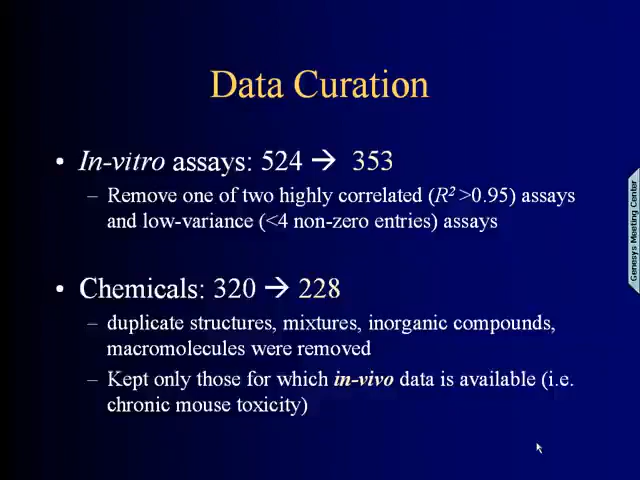 Data Curation
• In-vitro assays: 524 → 353
– Remove one of two highly correlated (R² >0.95) assays
and low-variance (<4 non-zero entries) assays
• Chemicals: 320 → 228
– duplicate structures, mixtures, inorganic compounds,
macromolecules were removed
– Kept only those for which in-vivo data is available (i.e.
chronic mouse toxicity)
Genesys Meeting Center